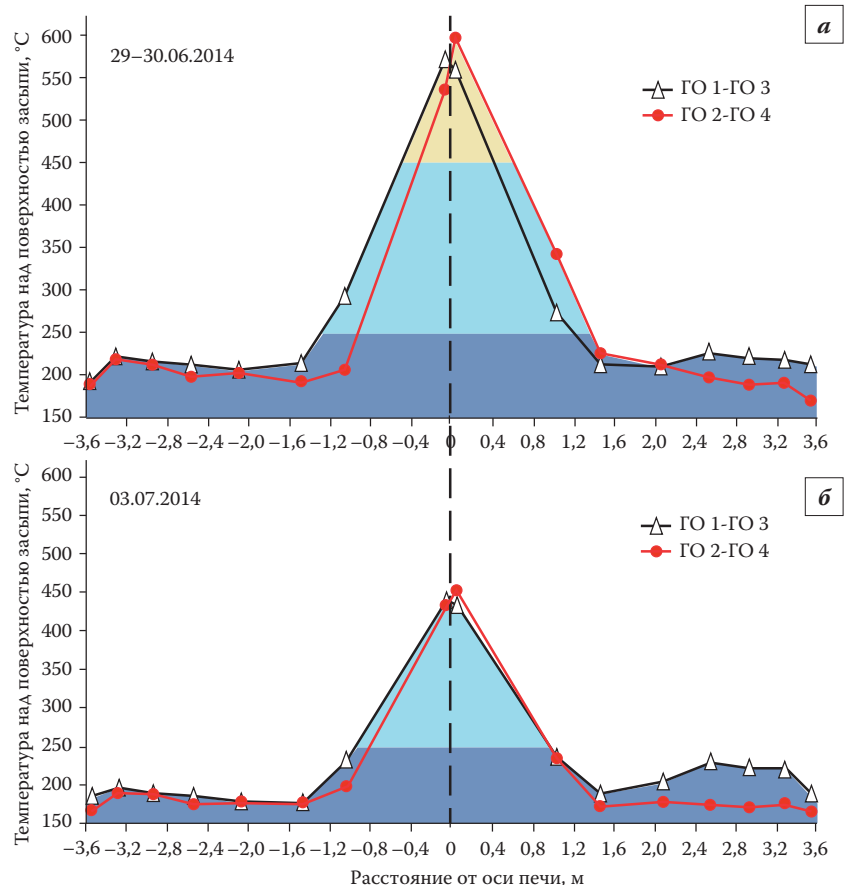 а
29–30.06.2014
ГО 1-ГО 3
ГО 2-ГО 4
Температура над поверхностью засыпи, °С
600
550
500
450
400
350
300
250
200
150
–3,6 –3,2 –2,8 –2,4 –2,0 –1,6 –1,2 –0,8 –0,4 0 0,4 0,8 1,2 1,6 2,0 2,4 2,8 3,2 3,6
б
03.07.2014
ГО 1-ГО 3
ГО 2-ГО 4
Температура над поверхностью засыпи, °С
600
550
500
450
400
350
300
250
200
150
–3,6 –3,2 –2,8 –2,4 –2,0 –1,6 –1,2 –0,8 –0,4 0 0,4 0,8 1,2 1,6 2,0 2,4 2,8 3,2 3,6
Расстояние от оси печи, м